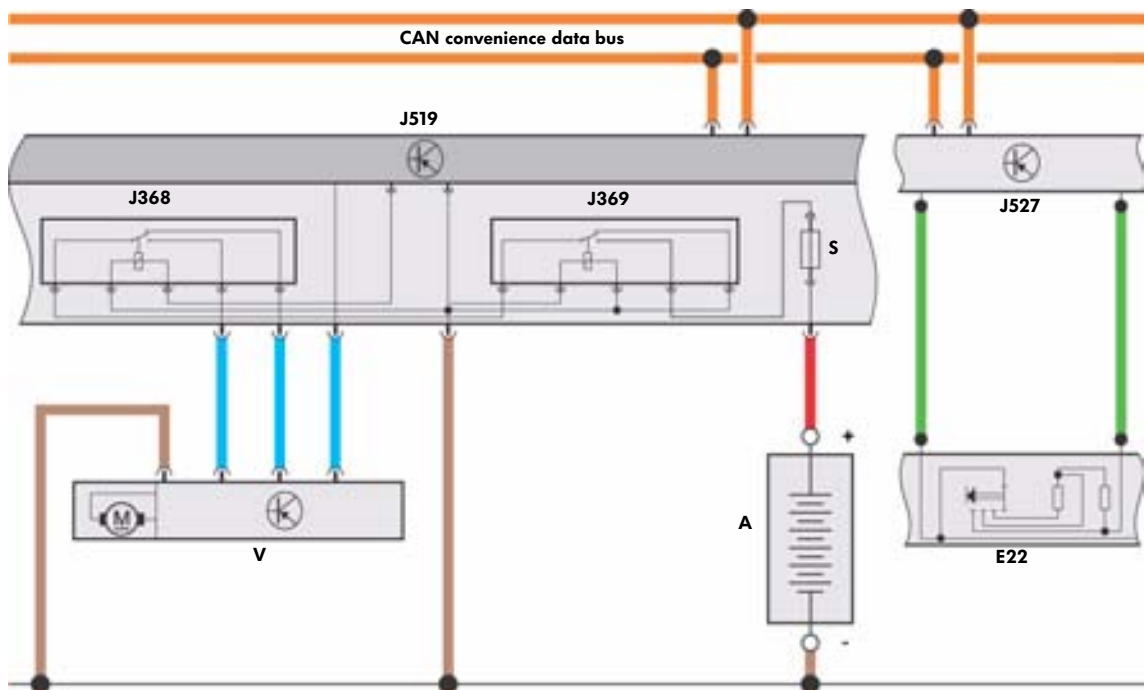 CAN convenience data bus
J519
J368
J369
J527
S
+
A
M
V
E22
-